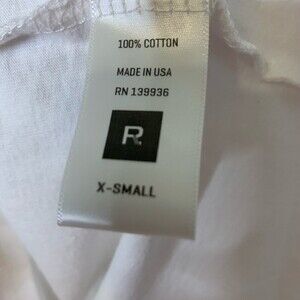 100% COTTON
MADE IN USA
RN 139936
R
X-SMALL